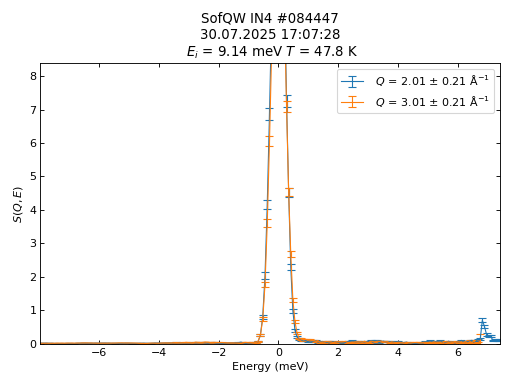 SofQW IN4 #084447
30.07.2025 17:07:28
E_i = 9.14 meV T = 47.8 K
Q = 2.01 ± 0.21 Å⁻¹
Q = 3.01 ± 0.21 Å⁻¹
8
7
6
5
4
3
2
1
0
S(Q, E)
−6 −4 −2 0 2 4 6
Energy (meV)